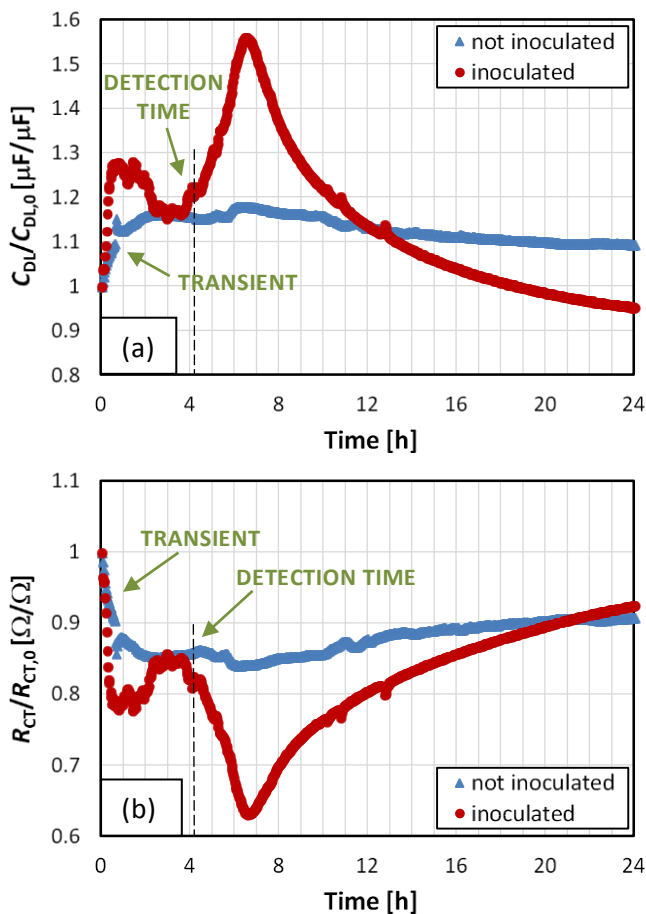 1.6
1.5
1.4
1.3
1.2
1.1
1
0.9
0.8
C_DL/C_DL,0 [μF/μF]
not inoculated
inoculated
DETECTION
TIME
TRANSIENT
(a)
0 4 8 12 16 20 24
Time [h]
1.1
1
0.9
0.8
0.7
0.6
R_CT/R_CT,0 [Ω/Ω]
TRANSIENT
DETECTION TIME
not inoculated
inoculated
(b)
0 4 8 12 16 20 24
Time [h]